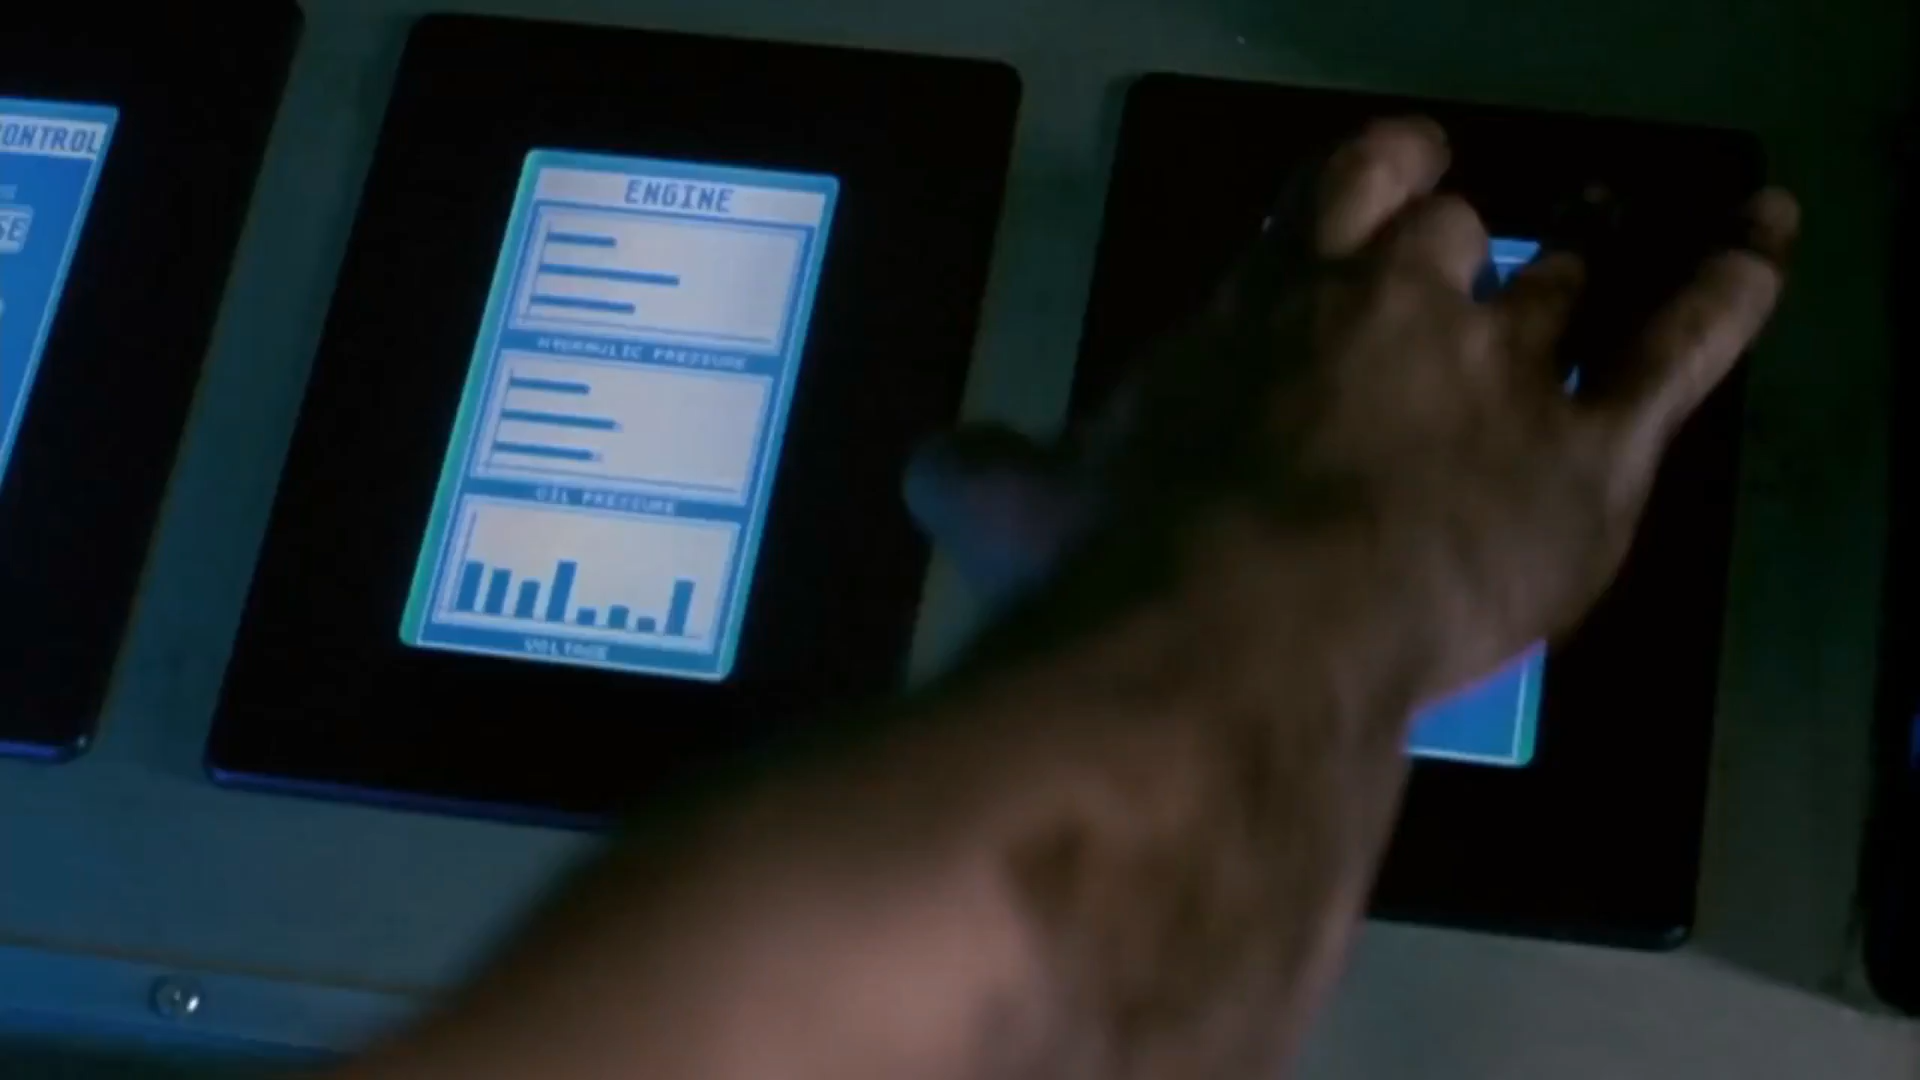 ONTROL
SE
ENGINE
HYDRAULIC PRESSURE
OIL PRESSURE
VOLTAGE